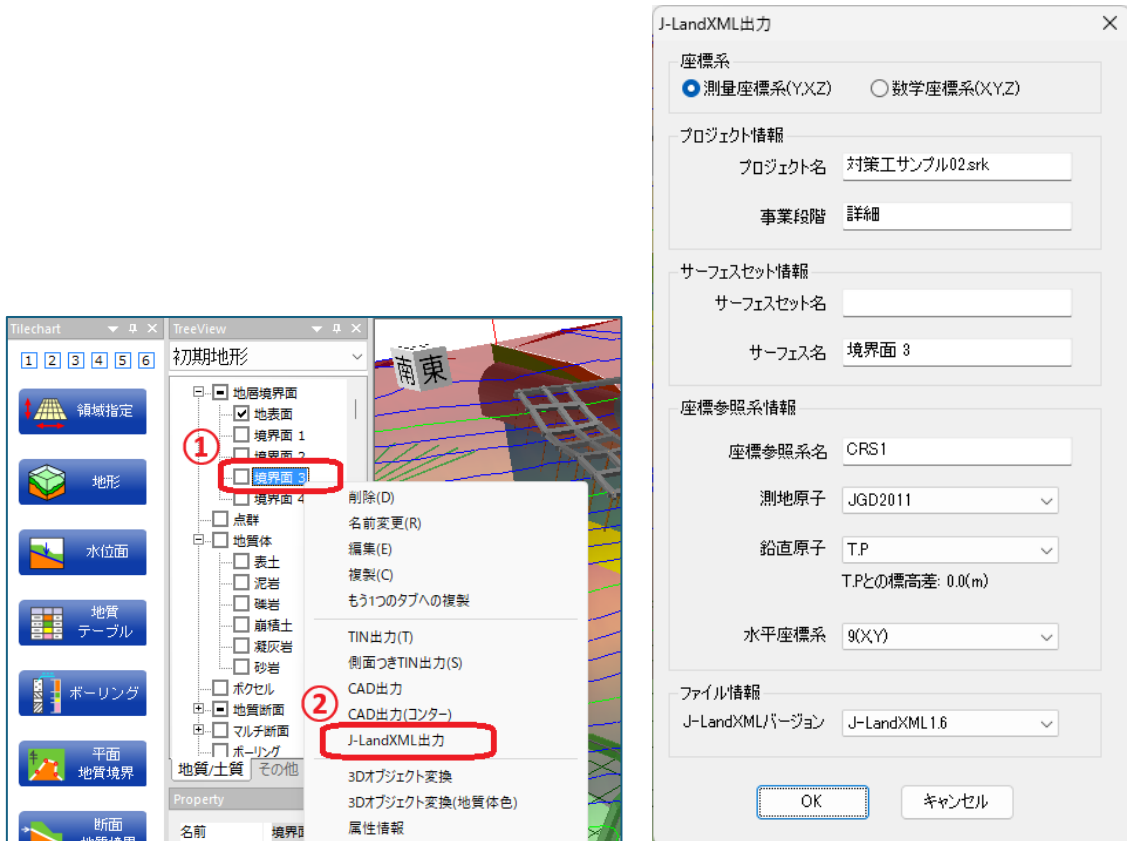 Tilechart
1 2 3 4 5 6
領域指定
地形
水位面
地質
テーブル
ボーリング
平面
地質境界
断面
TreeView
初期地形
地層境界面
地表面
境界面 1
境界面 2
①
境界面 3
境界面 4
点群
地質体
表土
泥岩
礫岩
崩積土
凝灰岩
砂岩
ボクセル
地質断面
マルチ断面
ボーリング
地質/土質 その他
Property
名前 境界面
南 東
削除(D)
名前変更(R)
編集(E)
複製(C)
もう1つのタブへの複製
TIN出力(T)
側面つきTIN出力(S)
CAD出力
②
CAD出力(コンター)
J-LandXML出力
3Dオブジェクト変換
3Dオブジェクト変換(地質体色)
属性情報
J-LandXML出力
座標系
測量座標系(Y,X,Z) 数学座標系(X,Y,Z)
プロジェクト情報
プロジェクト名 対策工サンプル02.srk
事業段階 詳細
サーフェスセット情報
サーフェスセット名
サーフェス名 境界面 3
座標参照系情報
座標参照系名 CRS1
測地原子 JGD2011
鉛直原子 T.P
T.Pとの標高差: 0.0(m)
水平座標系 9(X,Y)
ファイル情報
J-LandXMLバージョン J-LandXML1.6
OK キャンセル